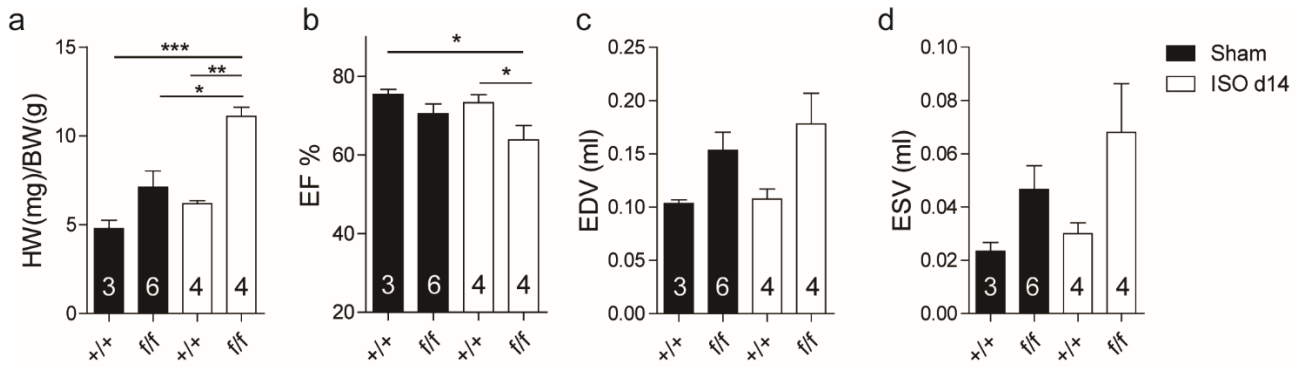 a
b
c
d
***
**
*
*
*
HW(mg)/BW(g)
15
10
5
0
3
6
4
4
+/+
f/f
+/+
f/f
EF %
80
60
40
20
3
6
4
4
+/+
f/f
+/+
f/f
EDV (ml)
0.25
0.20
0.15
0.10
0.05
0.00
3
6
4
4
+/+
f/f
+/+
f/f
ESV (ml)
0.10
0.08
0.06
0.04
0.02
0.00
3
6
4
4
+/+
f/f
+/+
f/f
Sham
ISO d14